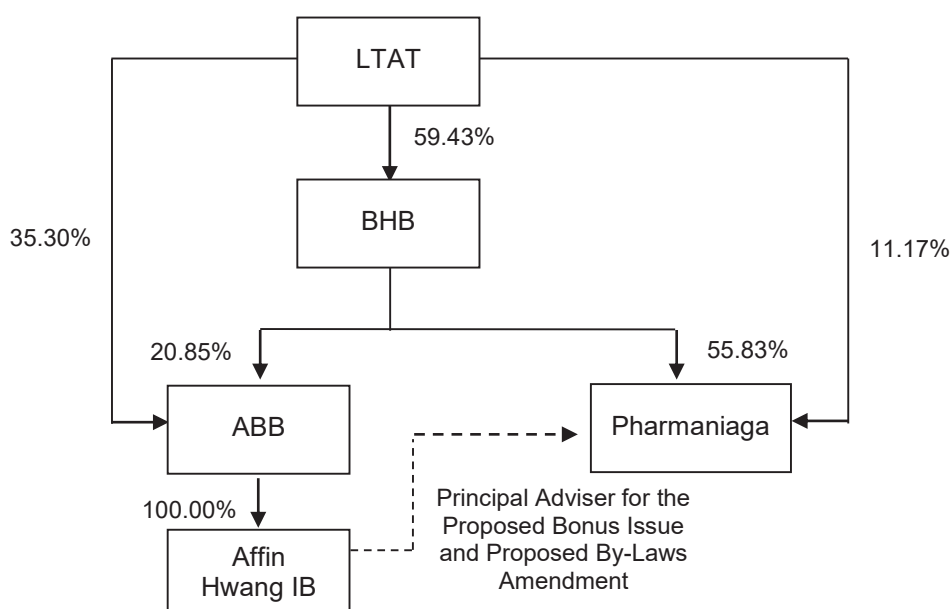 LTAT
59.43%
BHB
35.30%
11.17%
20.85%
55.83%
ABB
Pharmaniaga
100.00%
Principal Adviser for the
Proposed Bonus Issue
and Proposed By-Laws
Amendment
Affin
Hwang IB